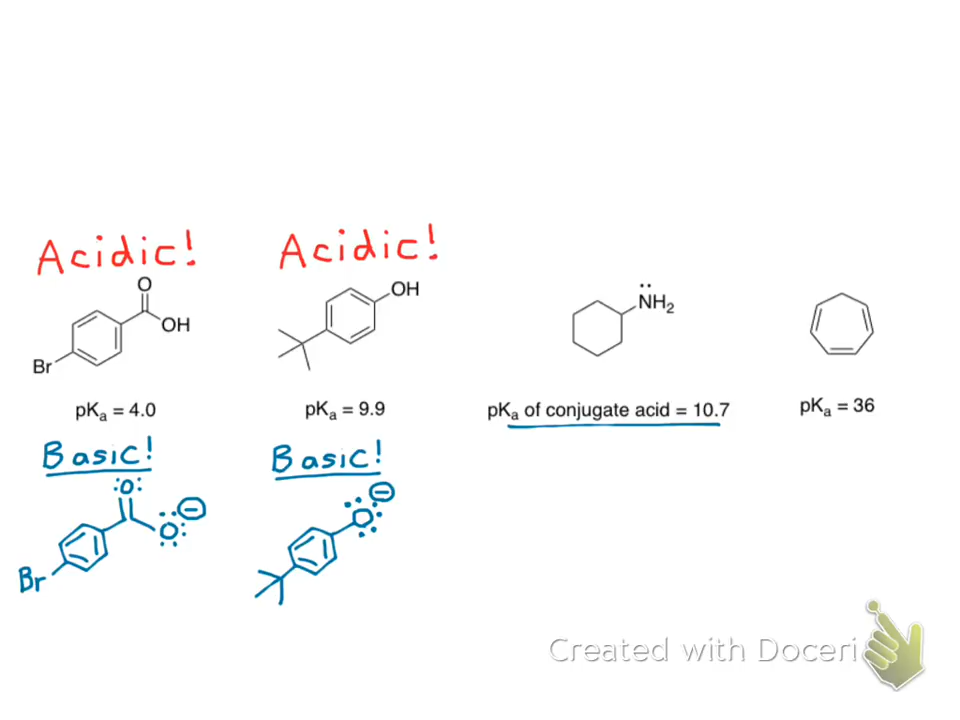 Acidic!
Acidic!
O
OH
Br
OH
NH2
pKa = 4.0
pKa = 9.9
pKa of conjugate acid = 10.7
pKa = 36
Basic!
Basic!
O
O
Br
O
Created with Doceri